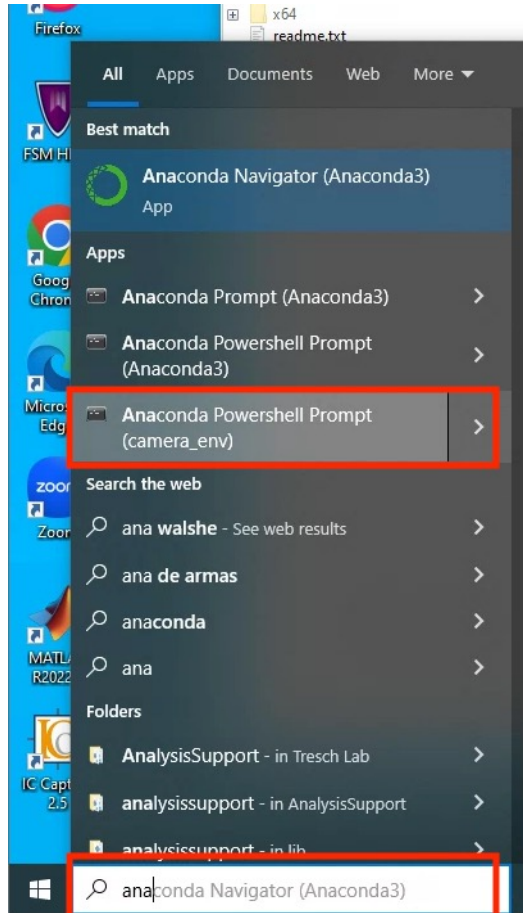 Firefox
x64
readme.txt
All Apps Documents Web More
FSM H
Best match
Anaconda Navigator (Anaconda3)
App
Apps
Goog
Chron
Anaconda Prompt (Anaconda3)
Anaconda Powershell Prompt
(Anaconda3)
Micros
Edg
Anaconda Powershell Prompt
(camera_env)
Search the web
zoor
Zoor
ana walshe - See web results
ana de armas
anaconda
MATL
R2022
ana
Folders
AnalysisSupport - in Tresch Lab
IC Capt
2.5
analysissupport - in AnalysisSupport
analysissupport - in lib
anaconda Navigator (Anaconda3)